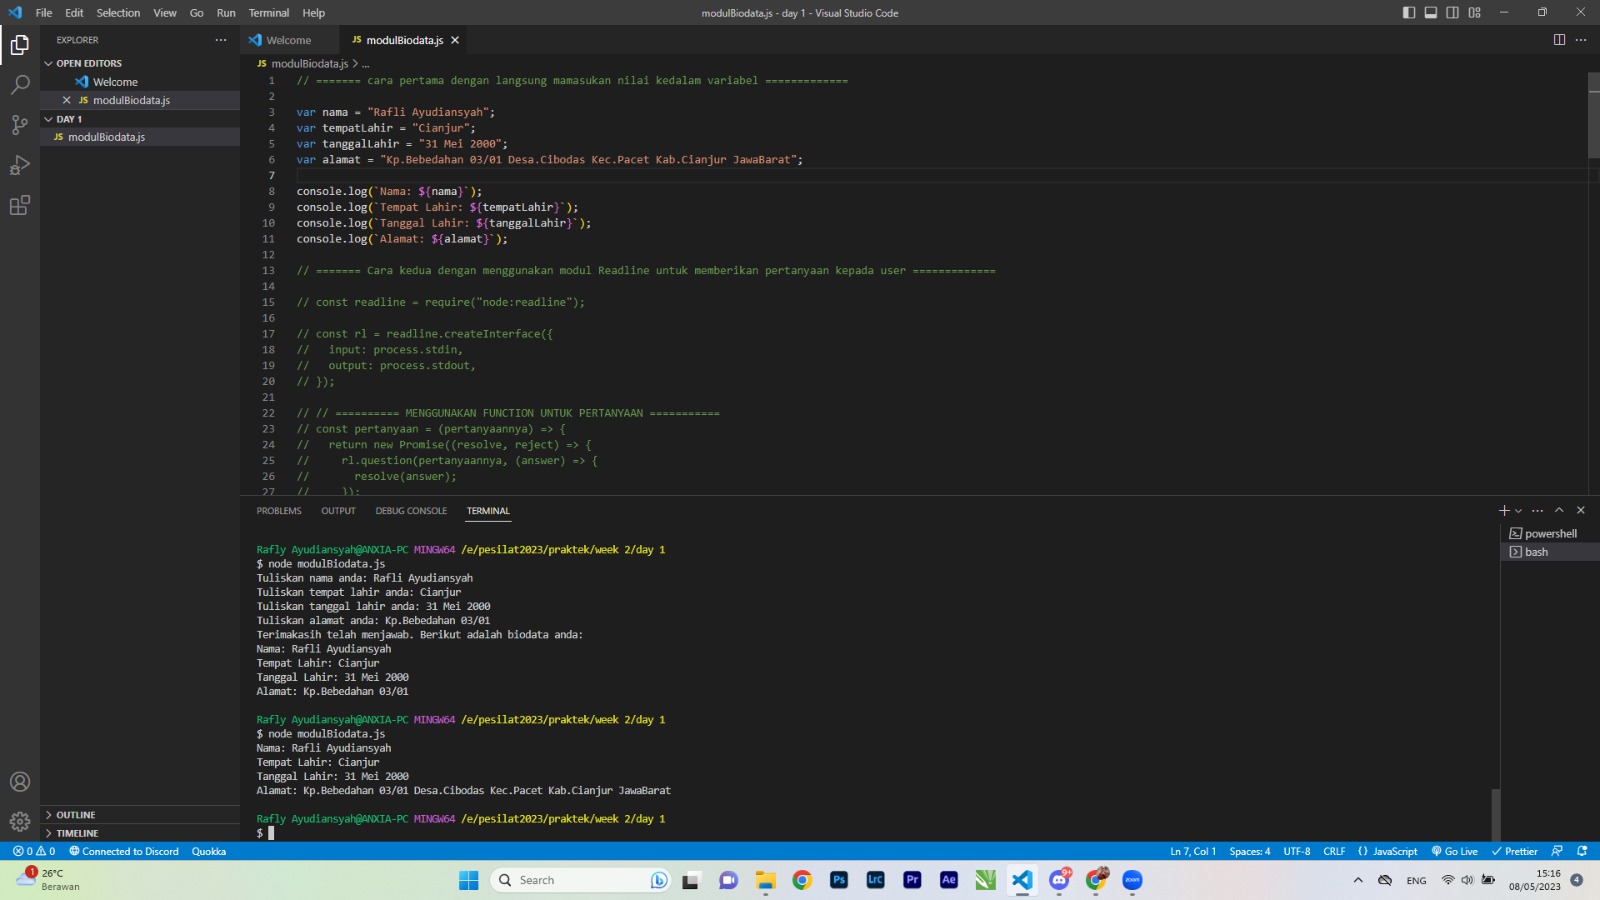 File Edit Selection View Go Run Terminal Help
modulBiodata.js - day 1 - Visual Studio Code
EXPLORER
OPEN EDITORS
Welcome
JS modulBiodata.js
DAY 1
JS modulBiodata.js
OUTLINE
TIMELINE
Welcome JS modulBiodata.js
JS modulBiodata.js > ...
1 // ======= cara pertama dengan langsung mamasukan nilai kedalam variabel =============
2
3 var nama = "Rafli Ayudiansyah";
4 var tempatLahir = "Cianjur";
5 var tanggalLahir = "31 Mei 2000";
6 var alamat = "Kp.Bebedahan 03/01 Desa.Cibodas Kec.Pacet Kab.Cianjur JawaBarat";
7
8 console.log(`Nama: ${nama}`);
9 console.log(`Tempat Lahir: ${tempatLahir}`);
10 console.log(`Tanggal Lahir: ${tanggalLahir}`);
11 console.log(`Alamat: ${alamat}`);
12
13 // ======= Cara kedua dengan menggunakan modul Readline untuk memberikan pertanyaan kepada user =============
14
15 // const readline = require("node:readline");
16
17 // const rl = readline.createInterface({
18 //   input: process.stdin,
19 //   output: process.stdout,
20 // });
21
22 // // ========== MENGGUNAKAN FUNCTION UNTUK PERTANYAAN ===========
23 // const pertanyaan = (pertanyaannya) => {
24 //   return new Promise((resolve, reject) => {
25 //     rl.question(pertanyaannya, (answer) => {
26 //       resolve(answer);
27 //     });
PROBLEMS OUTPUT DEBUG CONSOLE TERMINAL
powershell
bash
Rafly Ayudiansyah@ANXIA-PC MINGW64 /e/pesilat2023/praktek/week 2/day 1
$ node modulBiodata.js
Tuliskan nama anda: Rafli Ayudiansyah
Tuliskan tempat lahir anda: Cianjur
Tuliskan tanggal lahir anda: 31 Mei 2000
Tuliskan alamat anda: Kp.Bebedahan 03/01
Terimakasih telah menjawab. Berikut adalah biodata anda:
Nama: Rafli Ayudiansyah
Tempat Lahir: Cianjur
Tanggal Lahir: 31 Mei 2000
Alamat: Kp.Bebedahan 03/01
Rafly Ayudiansyah@ANXIA-PC MINGW64 /e/pesilat2023/praktek/week 2/day 1
$ node modulBiodata.js
Nama: Rafli Ayudiansyah
Tempat Lahir: Cianjur
Tanggal Lahir: 31 Mei 2000
Alamat: Kp.Bebedahan 03/01 Desa.Cibodas Kec.Pacet Kab.Cianjur JawaBarat
Rafly Ayudiansyah@ANXIA-PC MINGW64 /e/pesilat2023/praktek/week 2/day 1
$
0 0 Connected to Discord Quokka Ln 7, Col 1 Spaces: 4 UTF-8 CRLF {} JavaScript Go Live Prettier
1 26°C
Berawan
Search
Ps Lrc Pr Ae 9+ zoom
ENG
15:16
08/05/2023
4